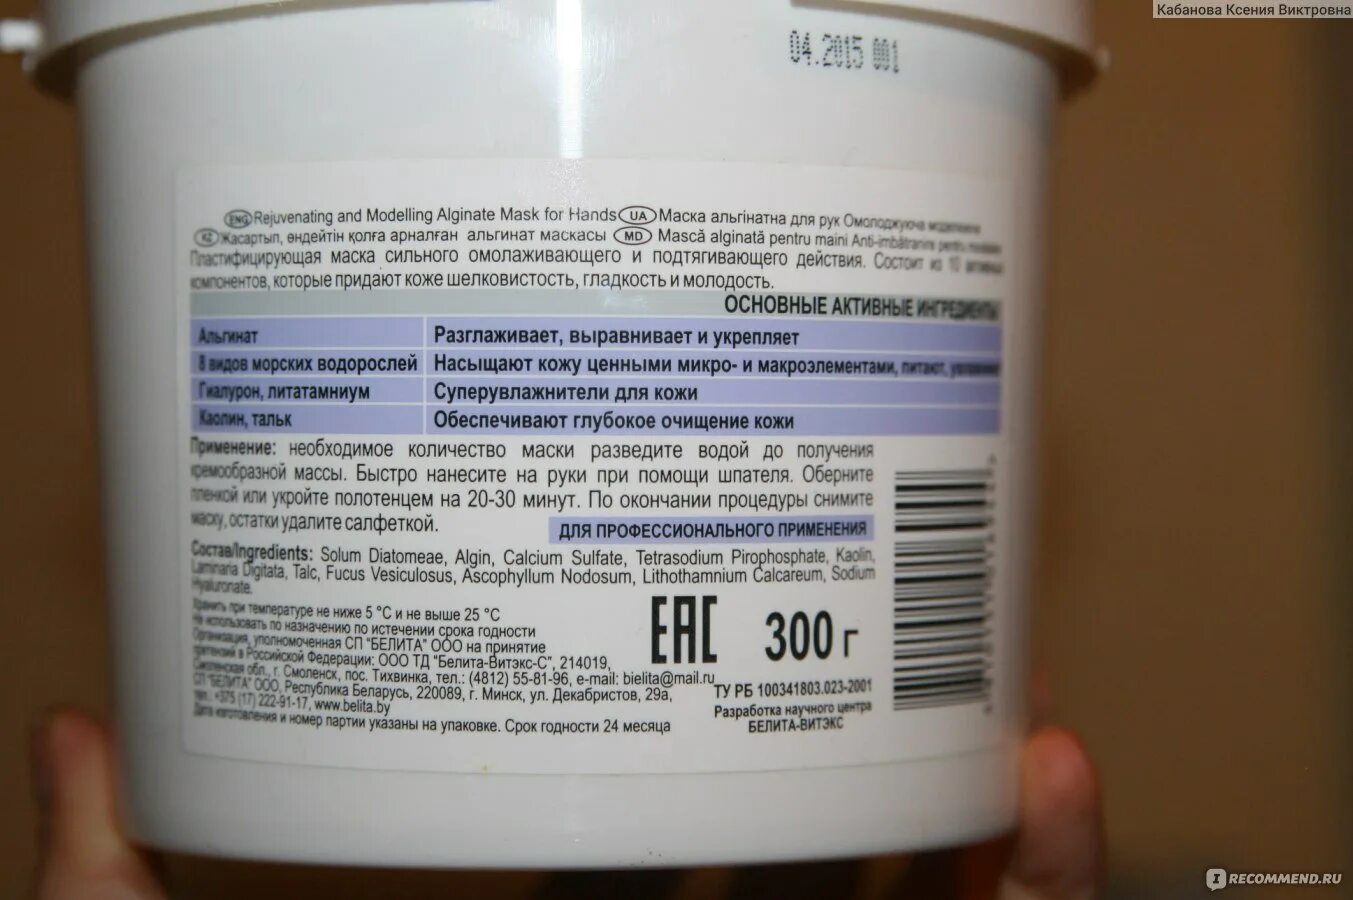 Кабанова Ксения Виктровна
04.2015 001
ENG Rejuvenating and Modelling Alginate Mask for Hands UA Маска альгінатна для рук Омолоджуюча моделююча
KZ Жасартып, өндейтін қолға арналған альгинат маскасы MD Mască alginată pentru maini Anti-imbătranire pentru
Пластифицирующая маска сильного омолаживающего и подтягивающего действия. Состоит из 10 активных
компонентов, которые придают коже шелковистость, гладкость и молодость.
ОСНОВНЫЕ АКТИВНЫЕ ИНГРЕДИЕНТЫ
Альгинат Разглаживает, выравнивает и укрепляет
8 видов морских водорослей Насыщают кожу ценными микро- и макроэлементами, питают, увлажняют
Гиалурон, литатамниум Суперувлажнители для кожи
Каолин, тальк Обеспечивают глубокое очищение кожи
Применение: необходимое количество маски разведите водой до получения
кремообразной массы. Быстро нанесите на руки при помощи шпателя. Оберните
пленкой или укройте полотенцем на 20-30 минут. По окончании процедуры снимите
маску, остатки удалите салфеткой.
ДЛЯ ПРОФЕССИОНАЛЬНОГО ПРИМЕНЕНИЯ
Состав/Ingredients: Solum Diatomeae, Algin, Calcium Sulfate, Tetrasodium Pirophosphate, Kaolin,
Laminaria Digitata, Talc, Fucus Vesiculosus, Ascophyllum Nodosum, Lithothamnium Calcareum, Sodium
Hyaluronate.
Хранить при температуре не ниже 5 °C и не выше 25 °C
Не использовать по назначению по истечении срока годности
Организация, уполномоченная СП "БЕЛИТА" ООО на принятие
претензий в Российской Федерации: ООО ТД "Белита-Витэкс-С", 214019,
Смоленская обл., г. Смоленск, пос. Тихвинка, тел.: (4812) 55-81-96, e-mail: bielita@mail.ru
СП "БЕЛИТА" ООО, Республика Беларусь, 220089, г. Минск, ул. Декабристов, 29а,
тел. +375 (17) 222-91-17, www.belita.by
Дата изготовления и номер партии указаны на упаковке. Срок годности 24 месяца
EAC
300 г
ТУ РБ 100341803.023-2001
Разработка научного центра
БЕЛИТА-ВИТЭКС
IRECOMMEND.RU